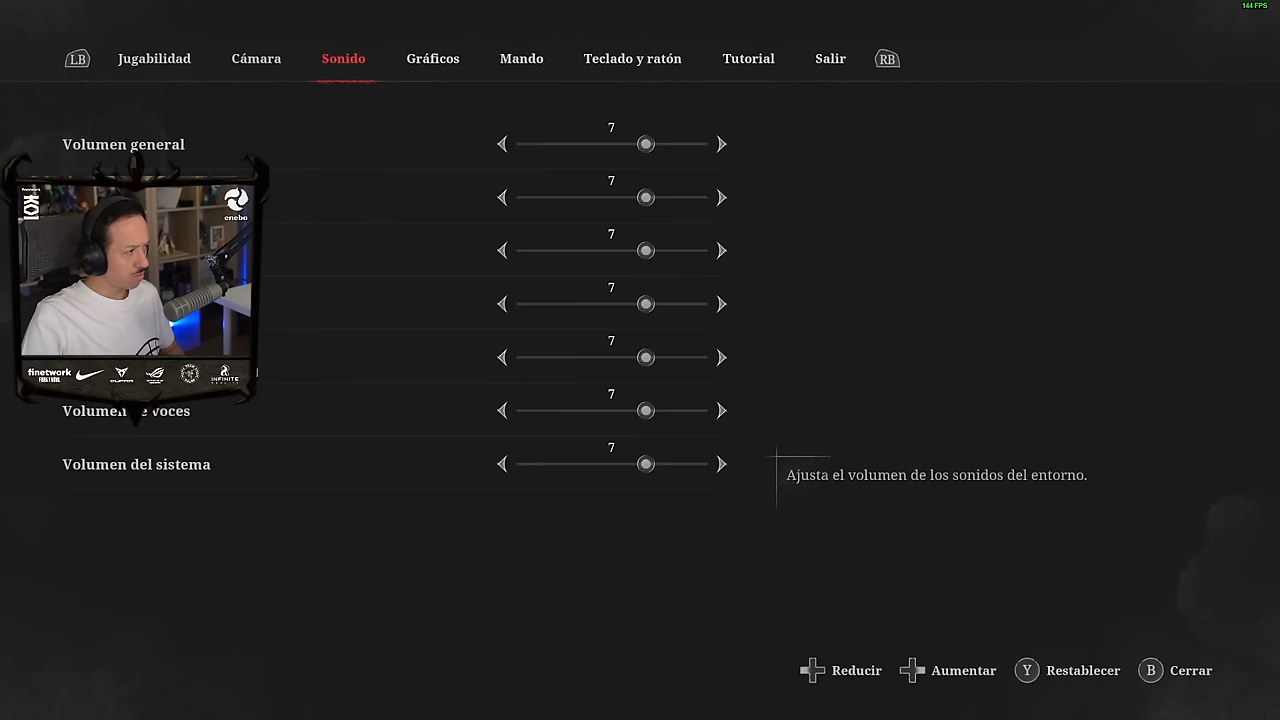 144 FPS
LB Jugabilidad Cámara Sonido Gráficos Mando Teclado y ratón Tutorial Salir RB
Volumen general 7
7
7
7
7
Volumen de voces 7
Volumen del sistema 7
KOI
eneba
finetwork
CUPRA
INFINITE
Ajusta el volumen de los sonidos del entorno.
Reducir Aumentar Y Restablecer B Cerrar